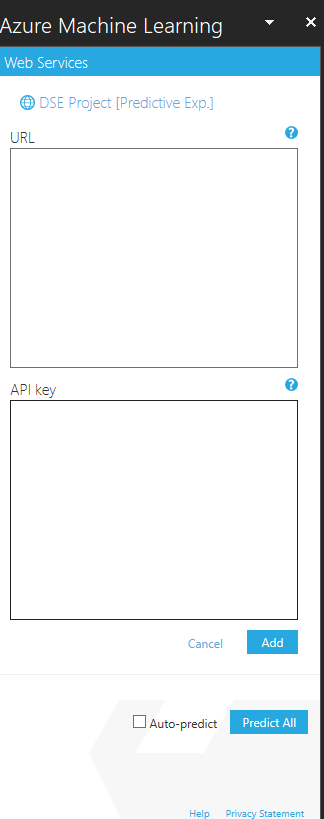 Azure Machine Learning
Web Services
DSE Project [Predictive Exp.]
URL ?
API key ?
Cancel Add
Auto-predict Predict All
Help Privacy Statement